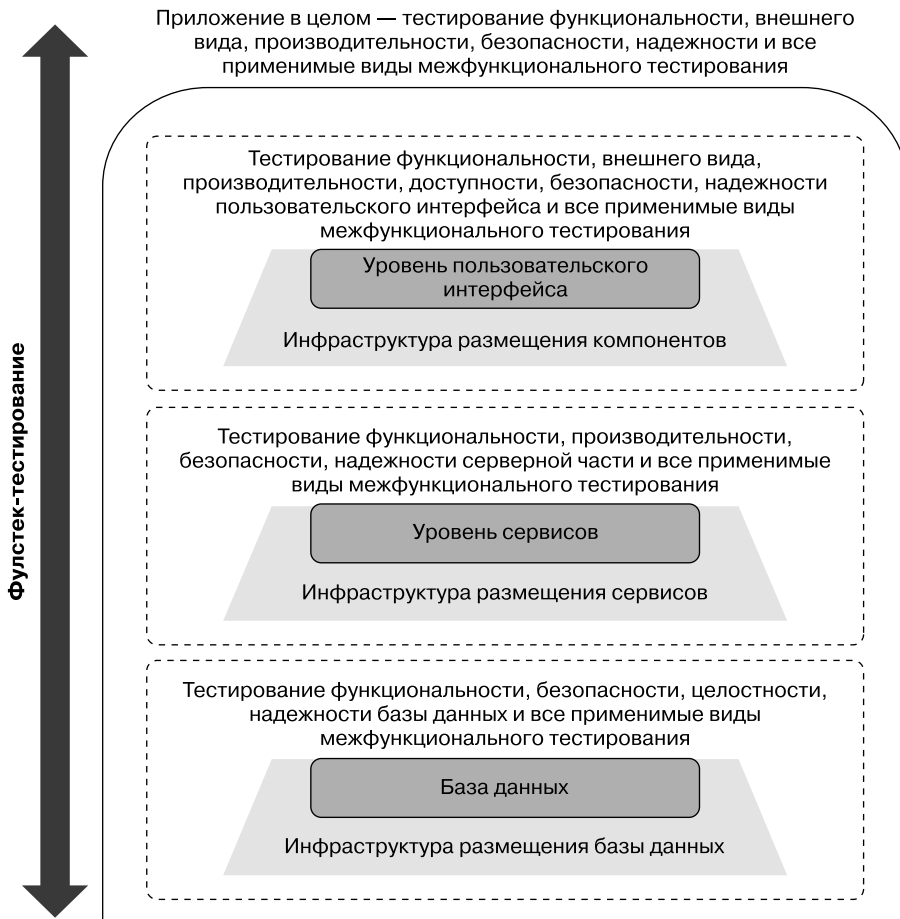 Приложение в целом — тестирование функциональности, внешнего
вида, производительности, безопасности, надежности и все
применимые виды межфункционального тестирования
Фулстек-тестирование
Тестирование функциональности, внешнего вида,
производительности, доступности, безопасности, надежности
пользовательского интерфейса и все применимые виды
межфункционального тестирования
Уровень пользовательского
интерфейса
Инфраструктура размещения компонентов
Тестирование функциональности, производительности,
безопасности, надежности серверной части и все применимые
виды межфункционального тестирования
Уровень сервисов
Инфраструктура размещения сервисов
Тестирование функциональности, безопасности, целостности,
надежности базы данных и все применимые виды
межфункционального тестирования
База данных
Инфраструктура размещения базы данных